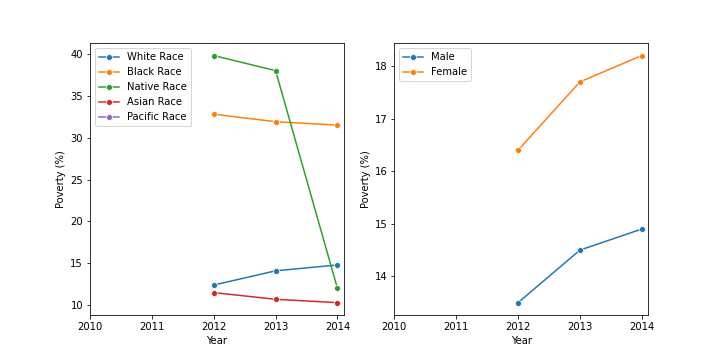 White Race
Black Race
Native Race
Asian Race
Pacific Race
40
35
30
25
20
15
10
Poverty (%)
2010 2011 2012 2013 2014
Year
Male
Female
18
17
16
15
14
Poverty (%)
2010 2011 2012 2013 2014
Year